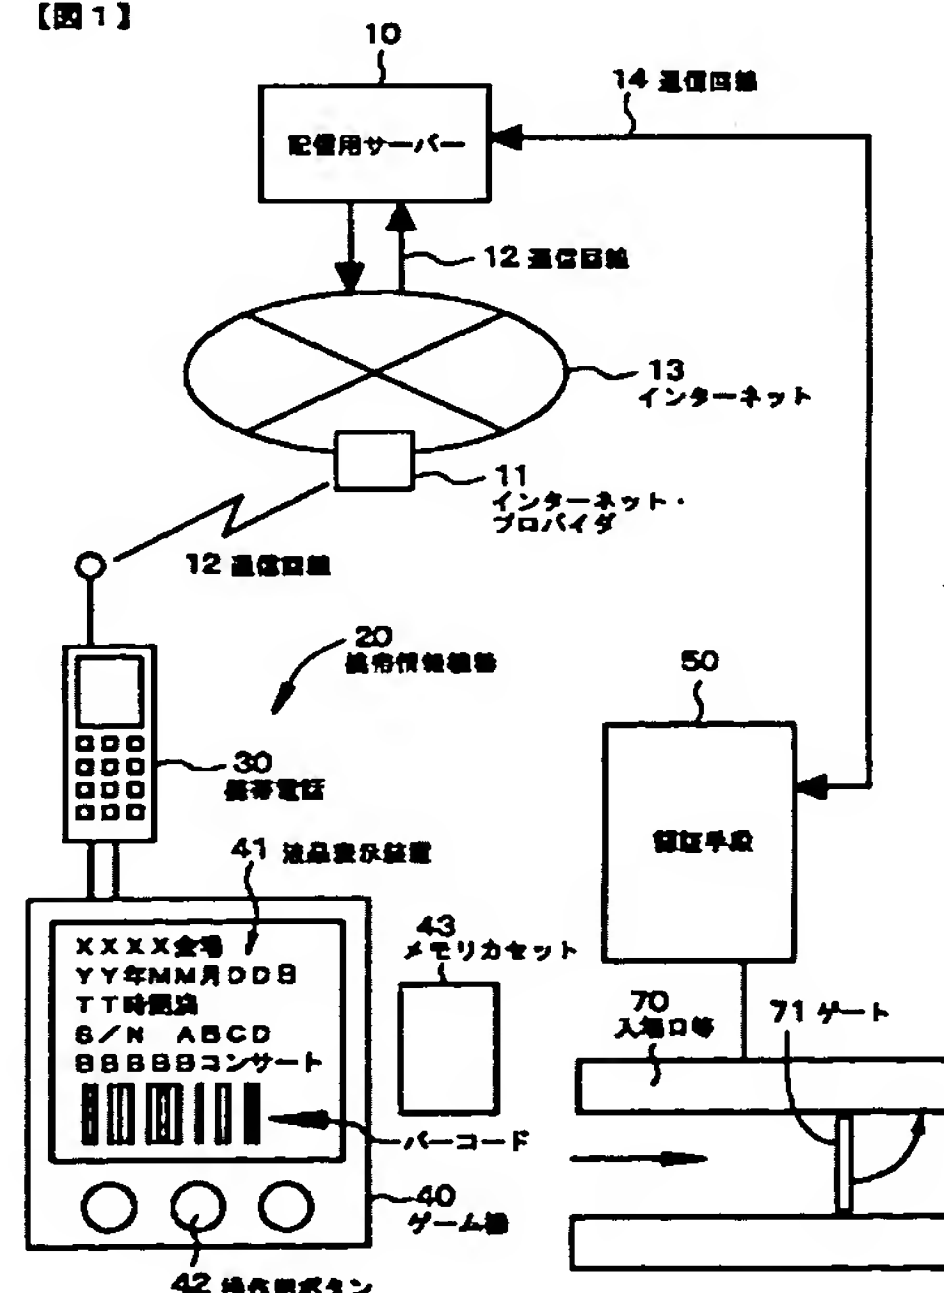 【図1】
10
14 通信回線
配信用サーバー
12 通信回線
13
インターネット
11
インターネット・
プロバイダ
12 通信回線
20
携帯情報機器
50
30
携帯電話
認証手段
41 液晶表示装置
43
メモリカセット
XXXX会場
YY年MM月DDB
TT時開演
S/N ABCD
BBBBBコンサート
70
入場口等
71 ゲート
バーコード
40
ゲーム機
42 操作用ボタン